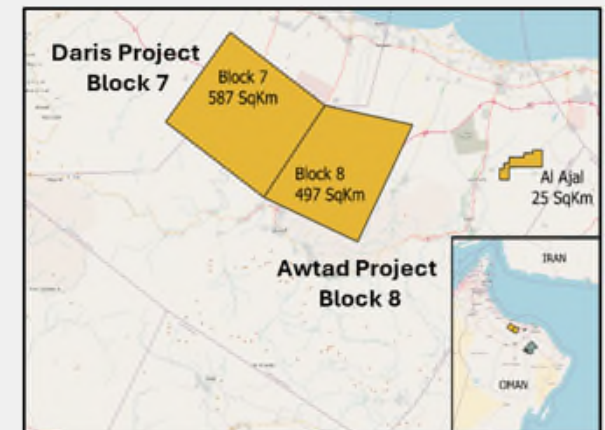 Daris Project
Block 7
Block 7
587 SqKm
Block 8
497 SqKm
Al Ajal
25 SqKm
Awtad Project
Block 8
IRAN
OMAN